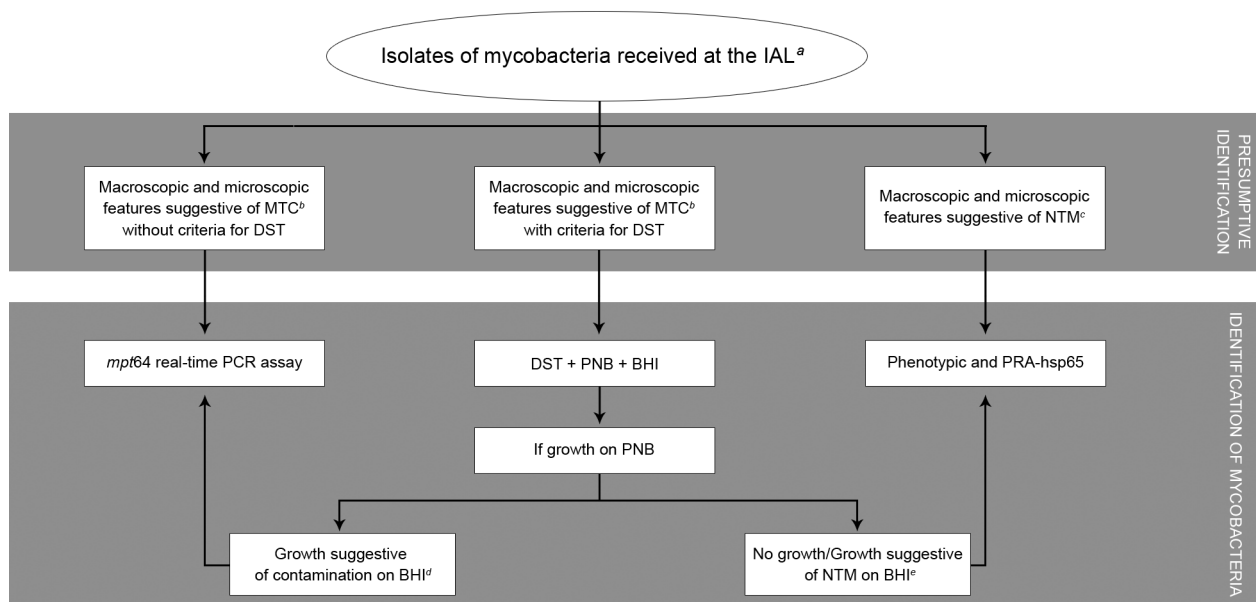 Isolates of mycobacteria received at the IALᵃ
PRESUMPTIVE
IDENTIFICATION
Macroscopic and microscopic
features suggestive of MTCᵇ
without criteria for DST
Macroscopic and microscopic
features suggestive of MTCᵇ
with criteria for DST
Macroscopic and microscopic
features suggestive of NTMᶜ
IDENTIFICATION OF MYCOBACTERIA
mpt64 real-time PCR assay
DST + PNB + BHI
Phenotypic and PRA-hsp65
If growth on PNB
Growth suggestive
of contamination on BHIᵈ
No growth/Growth suggestive
of NTM on BHIᵉ